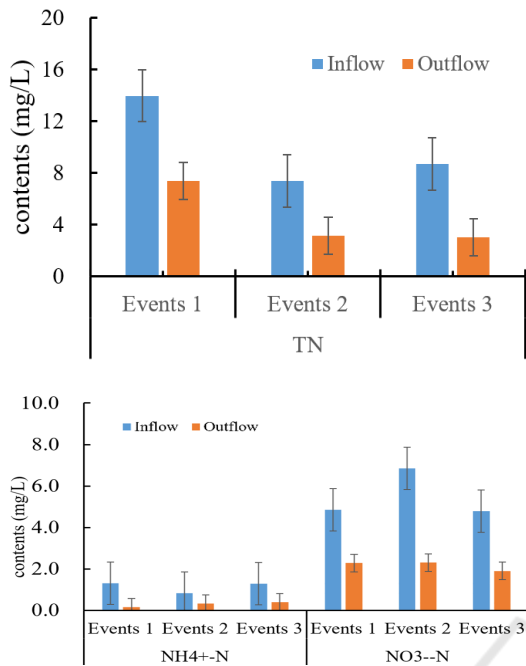 20
16
12
8
4
0
contents (mg/L)
Inflow Outflow
Events 1 Events 2 Events 3
TN
10.0
8.0
6.0
4.0
2.0
0.0
contents (mg/L)
Inflow Outflow
Events 1 Events 2 Events 3 Events 1 Events 2 Events 3
NH4+-N NO3--N